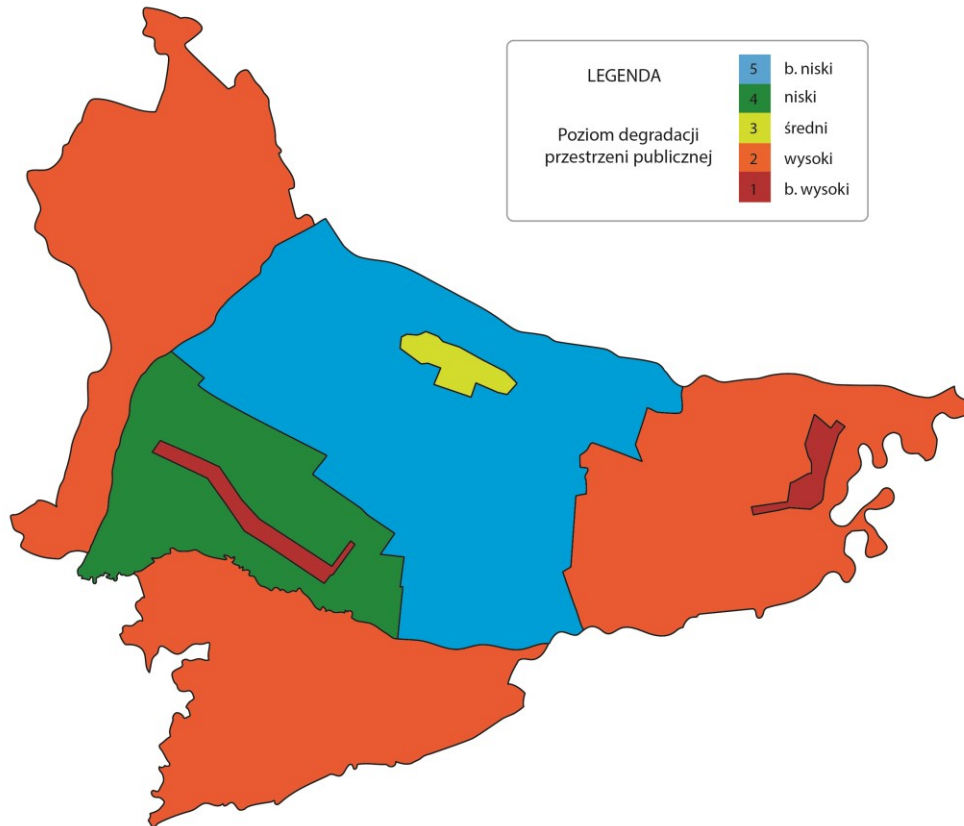 LEGENDA
Poziom degradacji
przestrzeni publicznej
5 b. niski
4 niski
3 średni
2 wysoki
1 b. wysoki